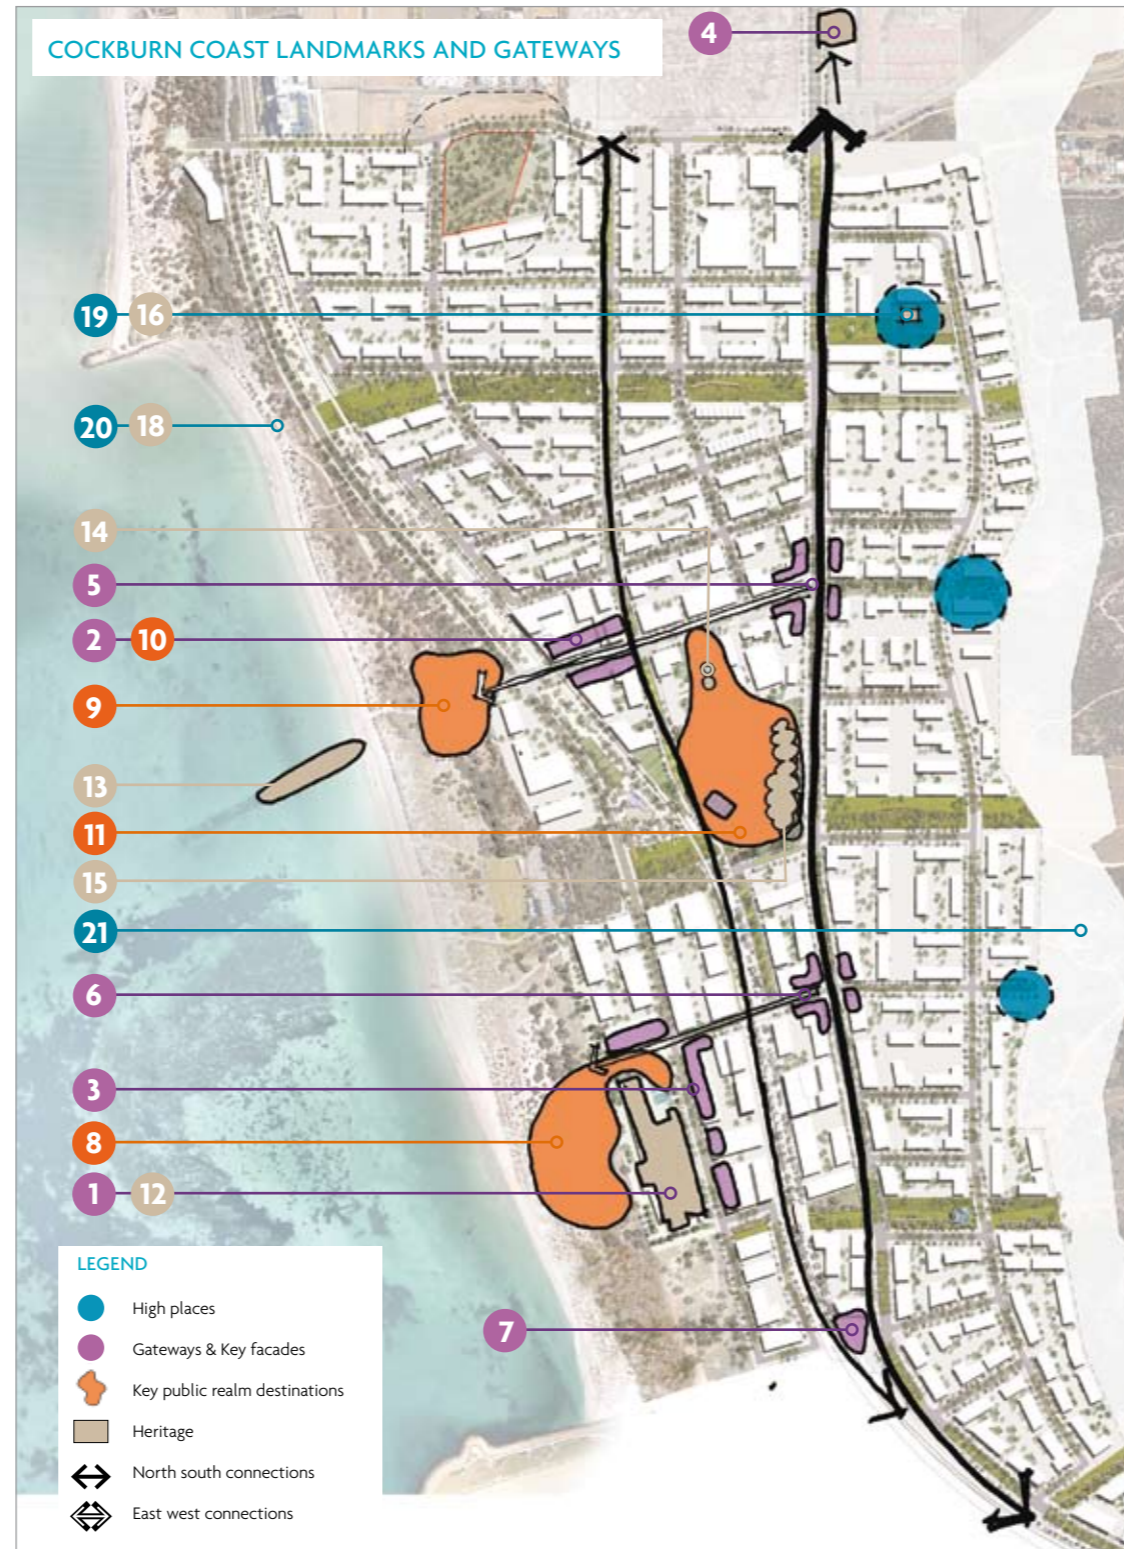 COCKBURN COAST LANDMARKS AND GATEWAYS
4
19 16
20 18
14
5
2 10
9
13
11
15
21
6
3
8
1 12
7
LEGEND
High places
Gateways & Key facades
Key public realm destinations
Heritage
North south connections
East west connections